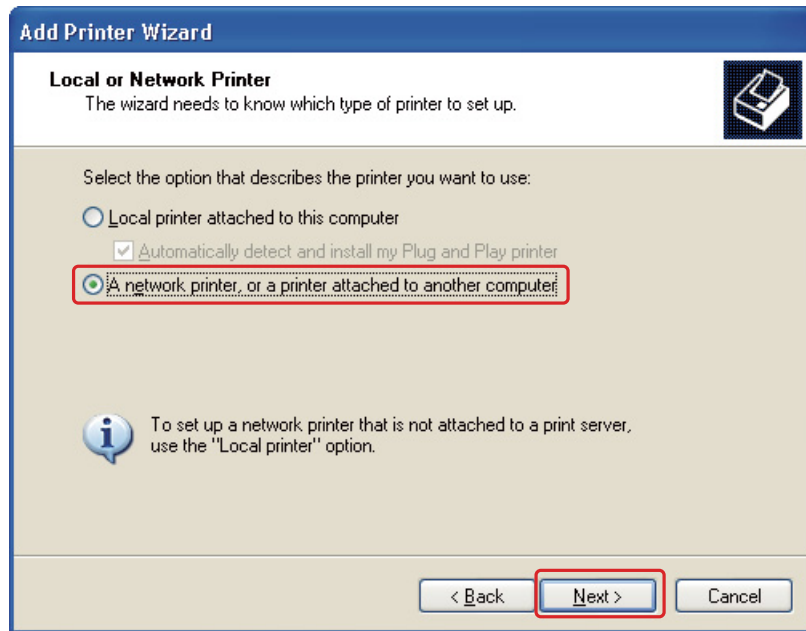 Add Printer Wizard
Local or Network Printer
The wizard needs to know which type of printer to set up.
Select the option that describes the printer you want to use:
Local printer attached to this computer
Automatically detect and install my Plug and Play printer
A network printer, or a printer attached to another computer
To set up a network printer that is not attached to a print server,
use the "Local printer" option.
< Back
Next >
Cancel